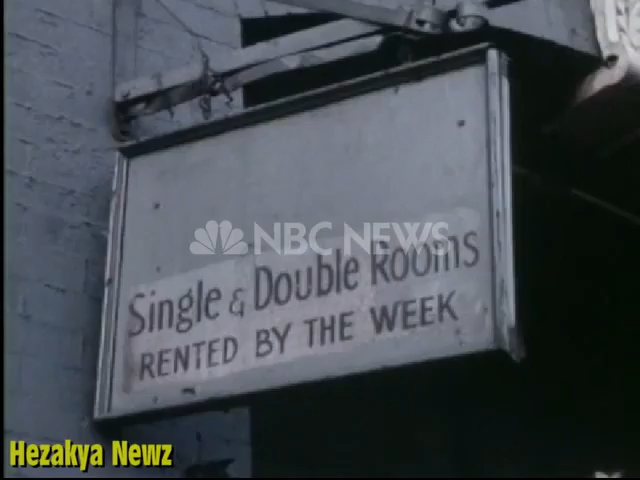 NBC NEWS
Single & Double Rooms
RENTED BY THE WEEK
Hezakya Newz